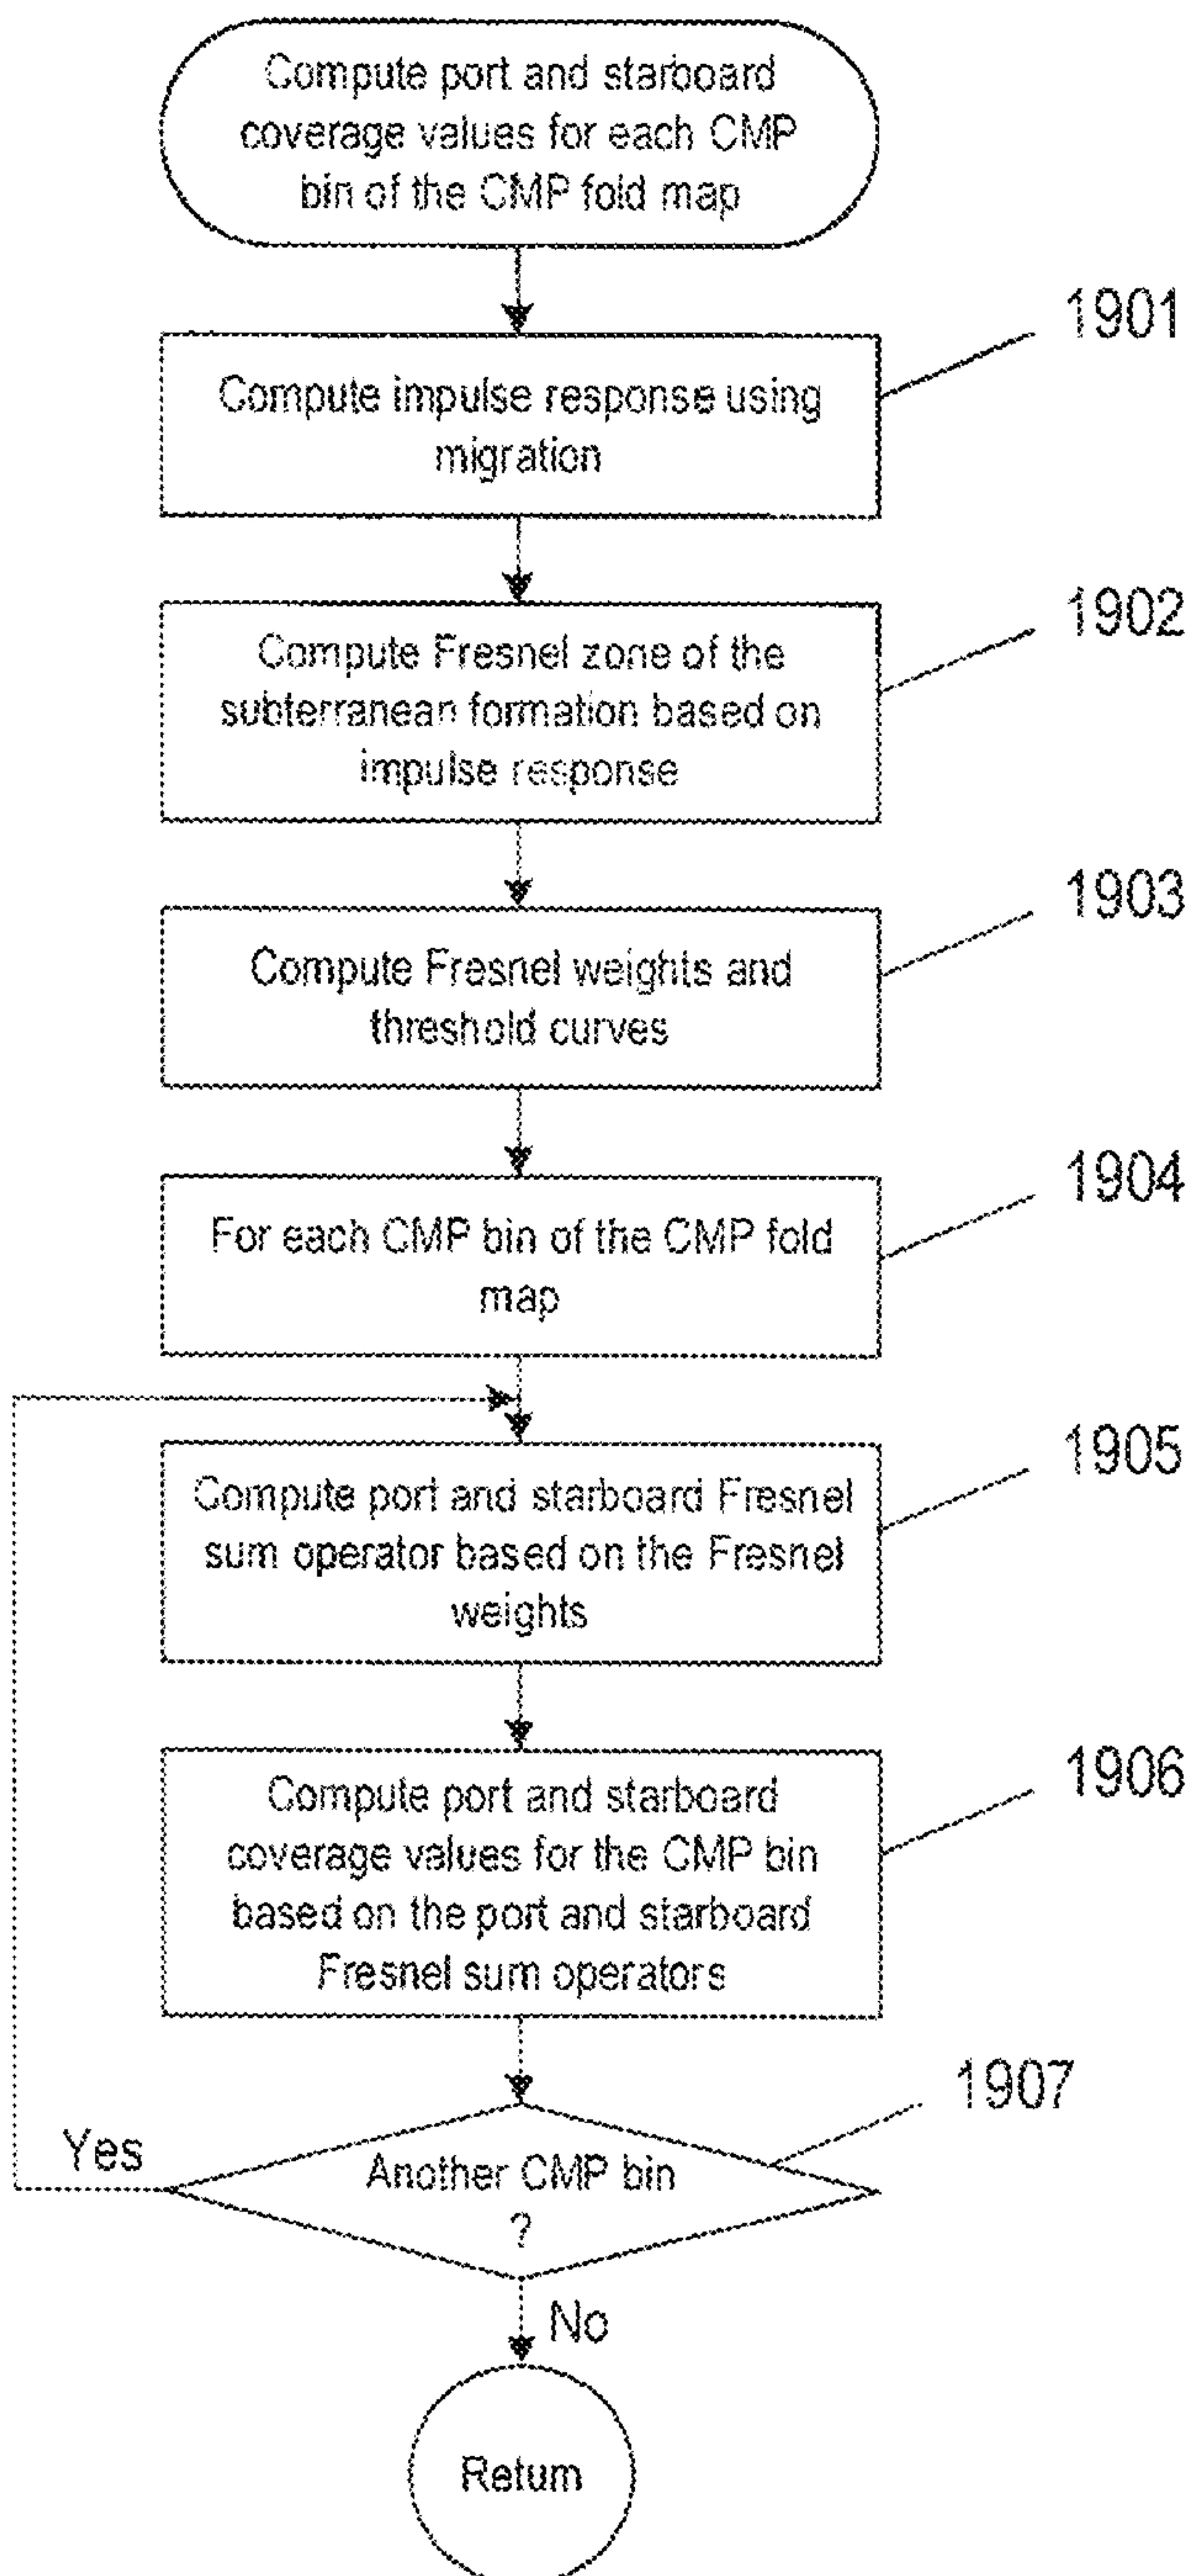 Compute port and starboard
coverage values for each CMP
bin of the CMP fold map
1901
Compute impulse response using
migration
1902
Compute Fresnel zone of the
subterranean formation based on
impulse response
1903
Compute Fresnel weights and
threshold curves
1904
For each CMP bin of the CMP fold
map
1905
Compute port and starboard Fresnel
sum operator based on the Fresnel
weights
1906
Compute port and starboard
coverage values for the CMP bin
based on the port and starboard
Fresnel sum operators
1907
Yes
Another CMP bin
?
No
Return